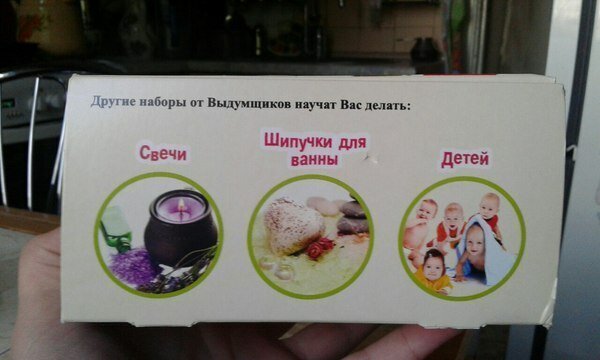 Другие наборы от Выдумщиков научат Вас делать:
Свечи
Шипучки для
ванны
Детей